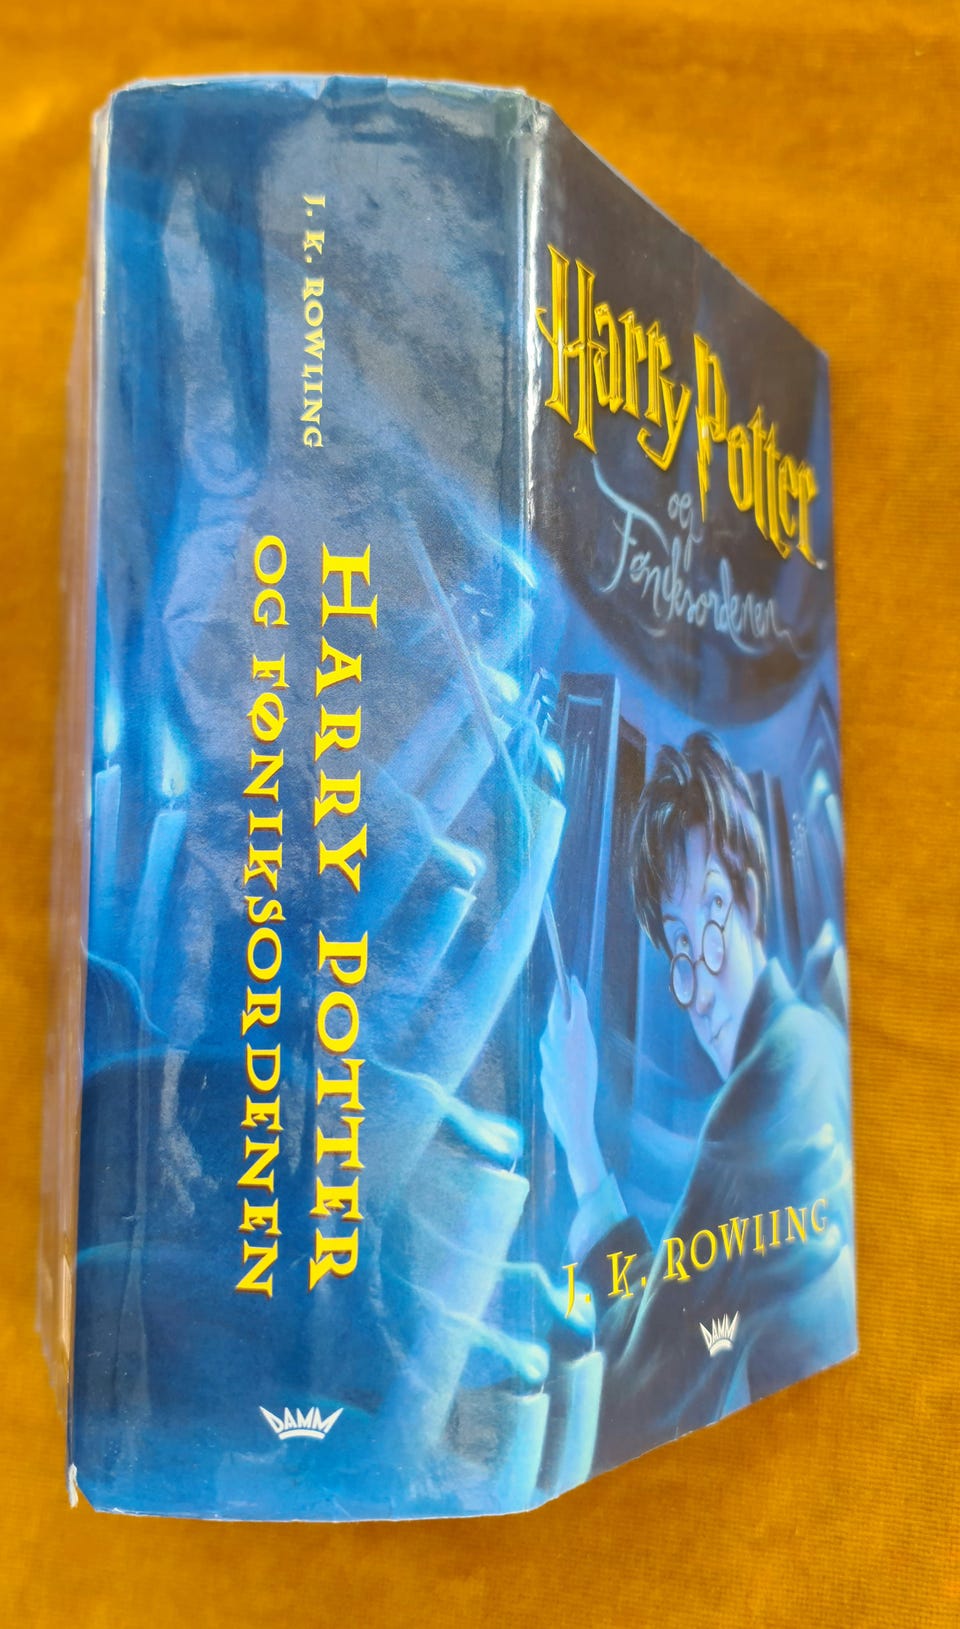 J. K. ROWLING
HARRY POTTER
OG FØNIKSORDENEN
DAMM
Harry Potter
og
Føniksordenen
J. K. ROWLING
DAMM